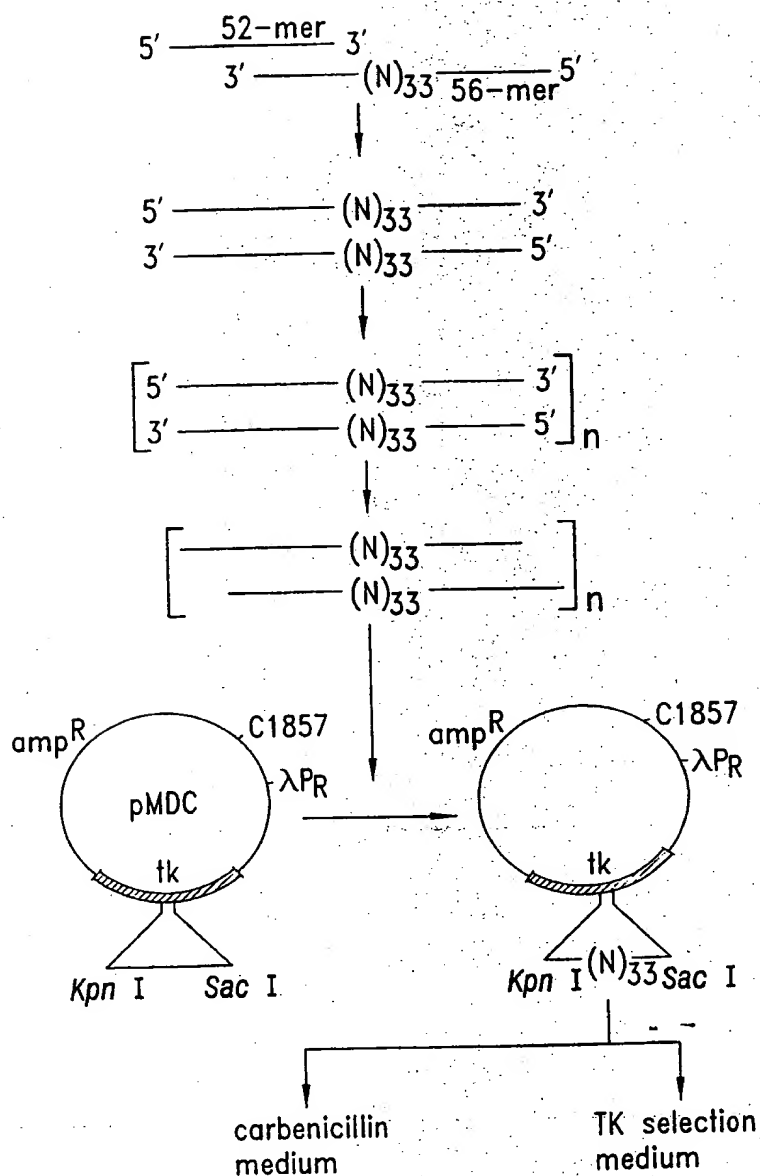 52-mer
5′ 3′
3′ (N)33 56-mer 5′
5′ (N)33 3′
3′ (N)33 5′
[ 5′ (N)33 3′
3′ (N)33 5′ ]n
[ (N)33
(N)33 ]n
ampR C1857
λPR
pMDC
tk
Kpn I Sac I
ampR C1857
λPR
tk
Kpn I (N)33 Sac I
carbenicillin
medium
TK selection
medium